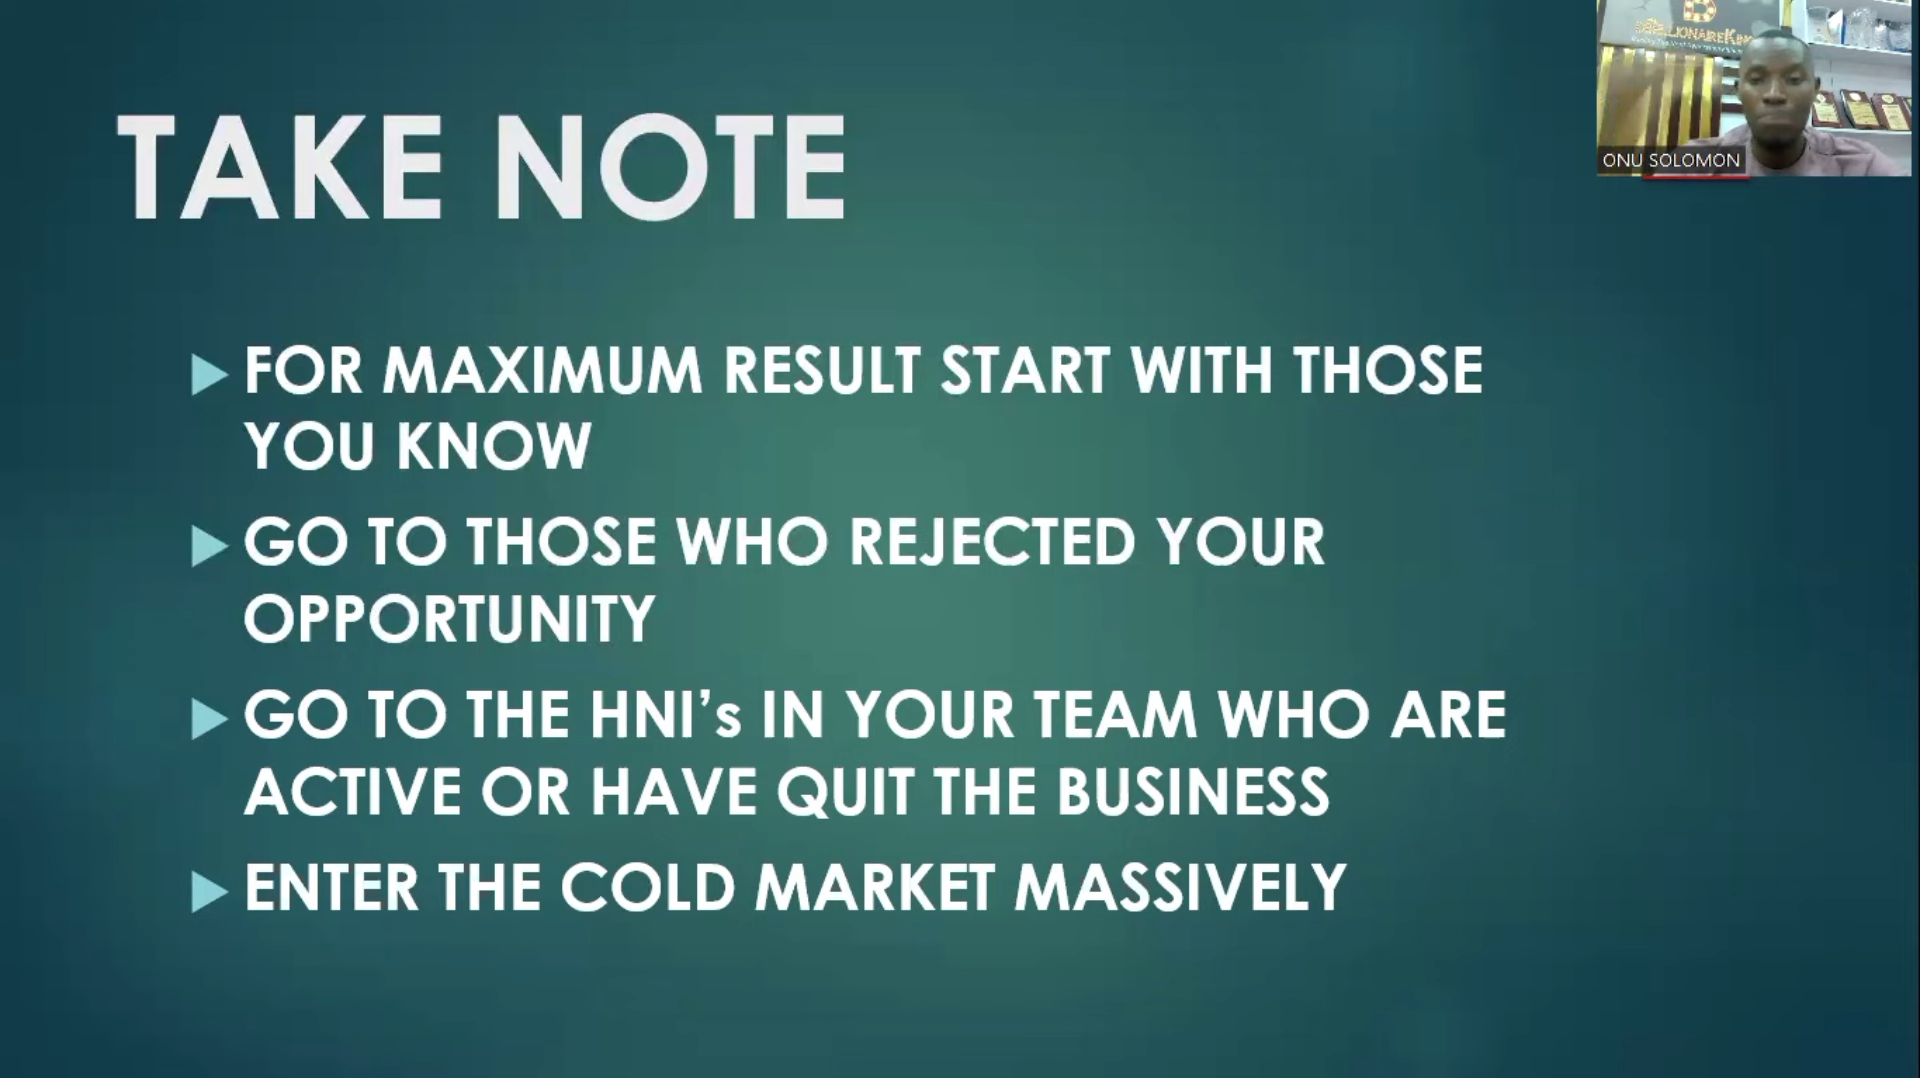 TAKE NOTE
FOR MAXIMUM RESULT START WITH THOSE
YOU KNOW
GO TO THOSE WHO REJECTED YOUR
OPPORTUNITY
GO TO THE HNI's IN YOUR TEAM WHO ARE
ACTIVE OR HAVE QUIT THE BUSINESS
ENTER THE COLD MARKET MASSIVELY
ONU SOLOMON